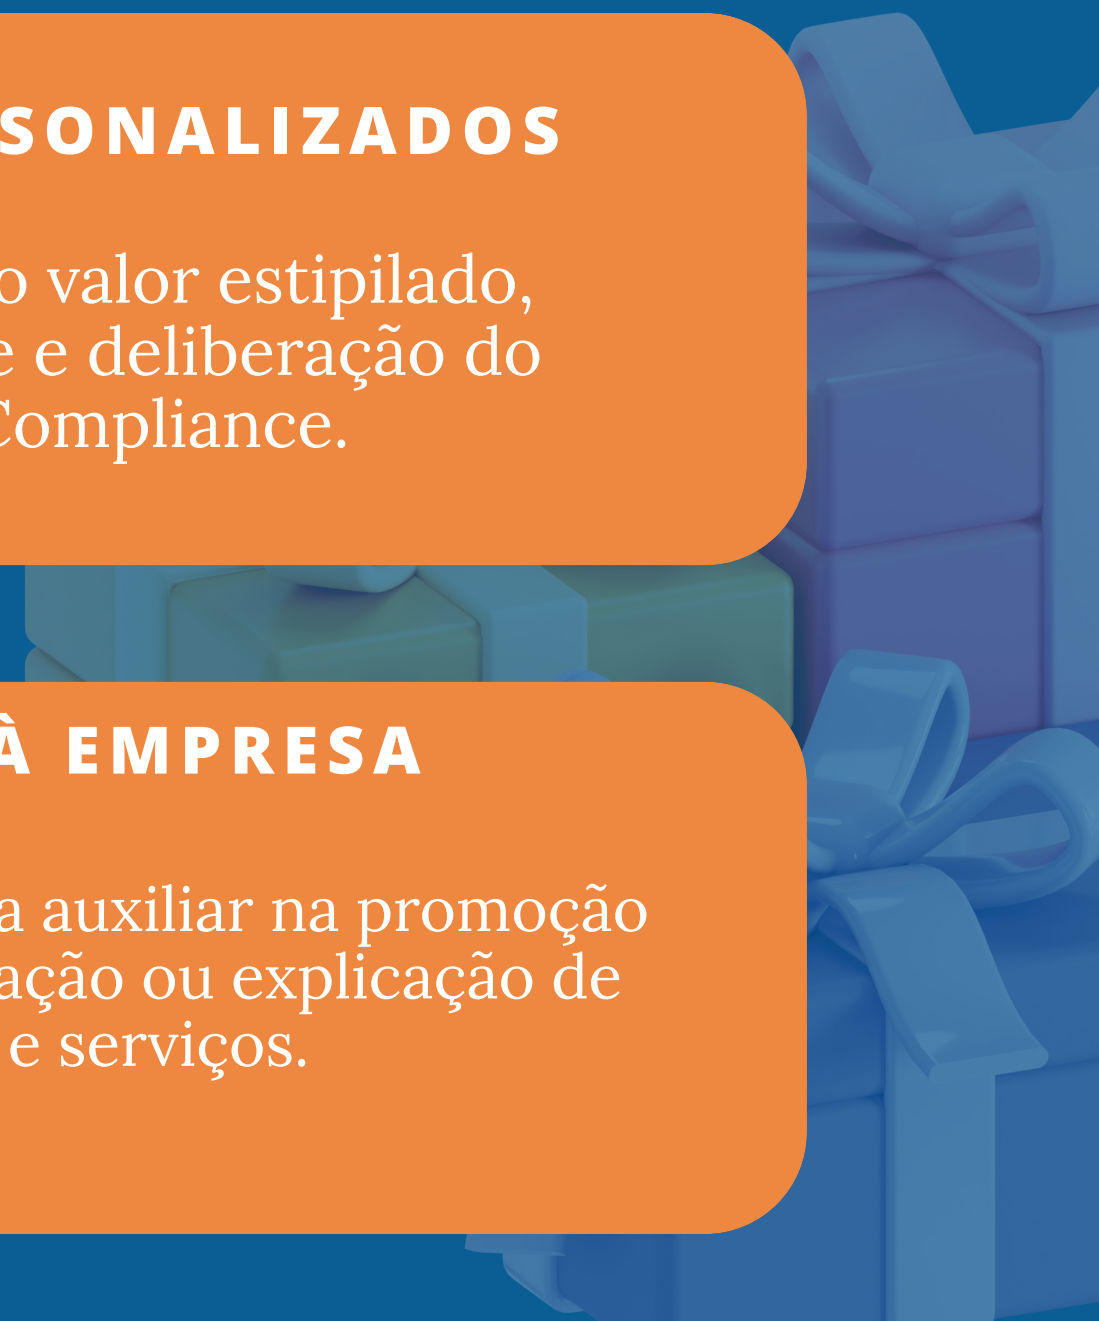 SONALIZADOS
o valor estipilado,
e e deliberação do
Compliance.
À EMPRESA
a auxiliar na promoção
ação ou explicação de
e serviços.